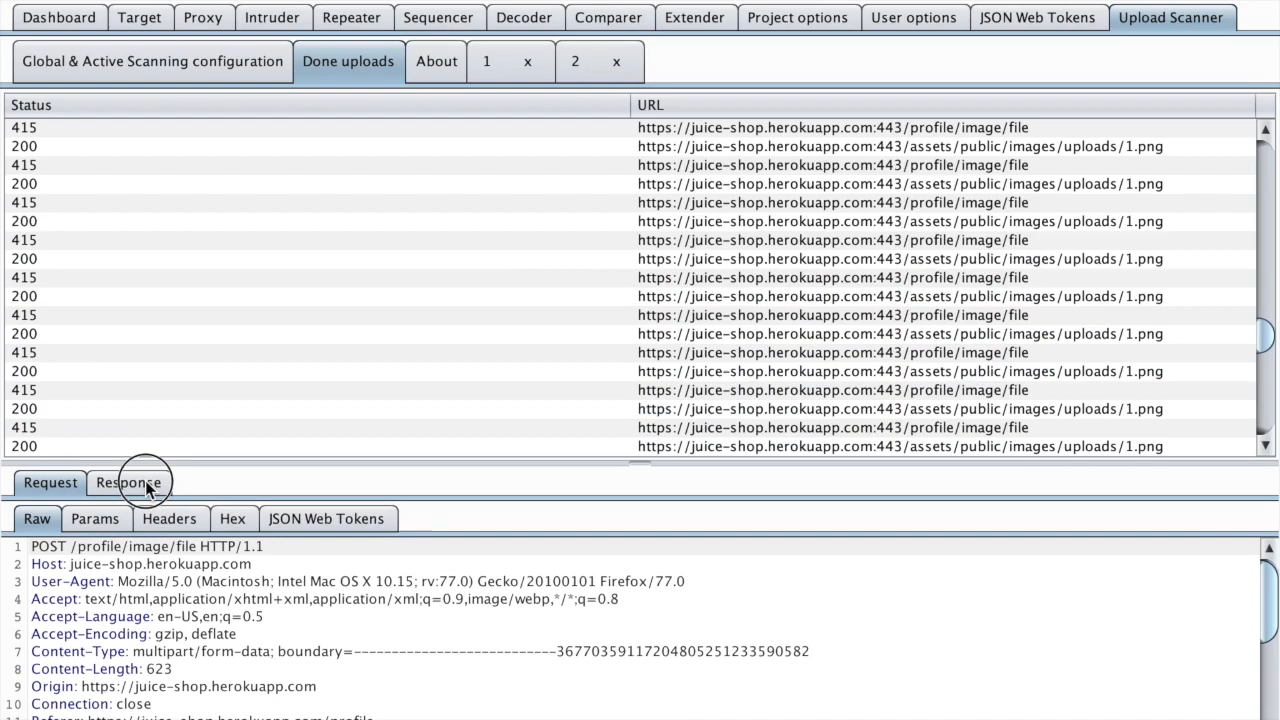 Dashboard Target Proxy Intruder Repeater Sequencer Decoder Comparer Extender Project options User options JSON Web Tokens Upload Scanner
Global & Active Scanning configuration Done uploads About 1 x 2 x
Status URL
415 https://juice-shop.herokuapp.com:443/profile/image/file
200 https://juice-shop.herokuapp.com:443/assets/public/images/uploads/1.png
415 https://juice-shop.herokuapp.com:443/profile/image/file
200 https://juice-shop.herokuapp.com:443/assets/public/images/uploads/1.png
415 https://juice-shop.herokuapp.com:443/profile/image/file
200 https://juice-shop.herokuapp.com:443/assets/public/images/uploads/1.png
415 https://juice-shop.herokuapp.com:443/profile/image/file
200 https://juice-shop.herokuapp.com:443/assets/public/images/uploads/1.png
415 https://juice-shop.herokuapp.com:443/profile/image/file
200 https://juice-shop.herokuapp.com:443/assets/public/images/uploads/1.png
415 https://juice-shop.herokuapp.com:443/profile/image/file
200 https://juice-shop.herokuapp.com:443/assets/public/images/uploads/1.png
415 https://juice-shop.herokuapp.com:443/profile/image/file
200 https://juice-shop.herokuapp.com:443/assets/public/images/uploads/1.png
415 https://juice-shop.herokuapp.com:443/profile/image/file
200 https://juice-shop.herokuapp.com:443/assets/public/images/uploads/1.png
415 https://juice-shop.herokuapp.com:443/profile/image/file
200 https://juice-shop.herokuapp.com:443/assets/public/images/uploads/1.png
Request Response
Raw Params Headers Hex JSON Web Tokens
1 POST /profile/image/file HTTP/1.1
2 Host: juice-shop.herokuapp.com
3 User-Agent: Mozilla/5.0 (Macintosh; Intel Mac OS X 10.15; rv:77.0) Gecko/20100101 Firefox/77.0
4 Accept: text/html,application/xhtml+xml,application/xml;q=0.9,image/webp,*/*;q=0.8
5 Accept-Language: en-US,en;q=0.5
6 Accept-Encoding: gzip, deflate
7 Content-Type: multipart/form-data; boundary=---------------------------367703591172048052512335905​82
8 Content-Length: 623
9 Origin: https://juice-shop.herokuapp.com
10 Connection: close
11 Referer: https://juice-shop.herokuapp.com/profile